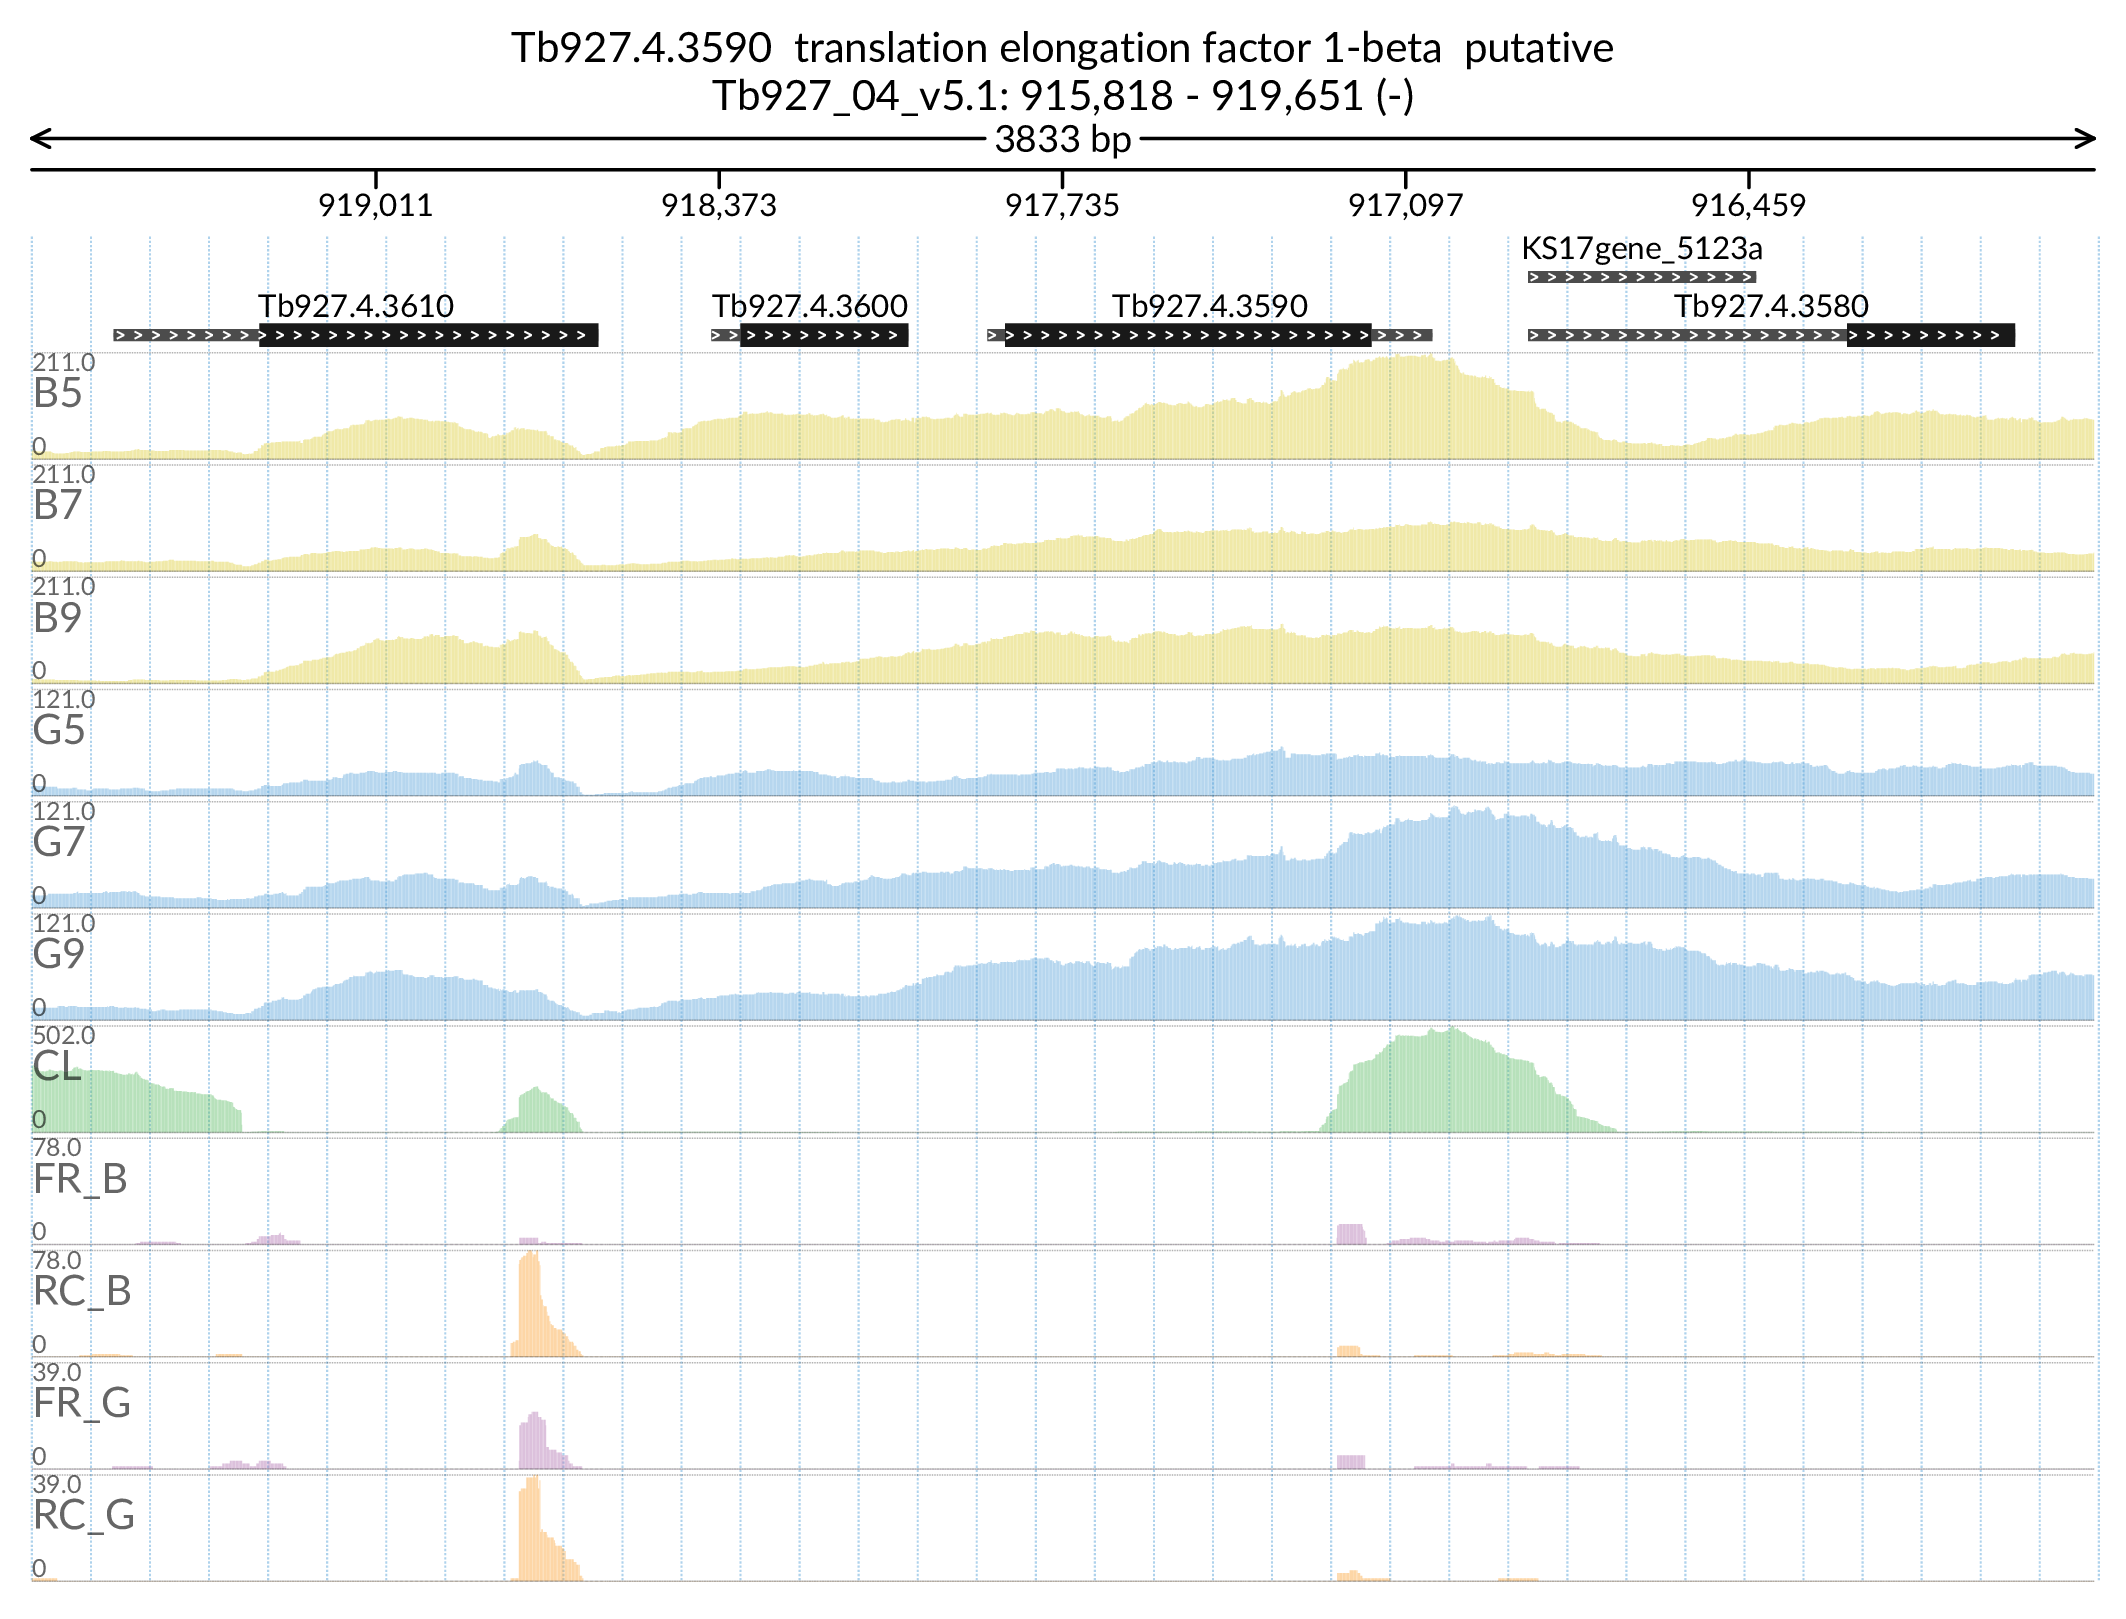 Tb927.4.3590 translation elongation factor 1-beta putative
Tb927_04_v5.1: 915,818 - 919,651 (-)
3833 bp
919,011 918,373 917,735 917,097 916,459
KS17gene_5123a
Tb927.4.3610 Tb927.4.3600 Tb927.4.3590 Tb927.4.3580
211.0
B5
0
211.0
B7
0
211.0
B9
0
121.0
G5
0
121.0
G7
0
121.0
G9
0
502.0
CL
0
78.0
FR_B
0
78.0
RC_B
0
39.0
FR_G
0
39.0
RC_G
0